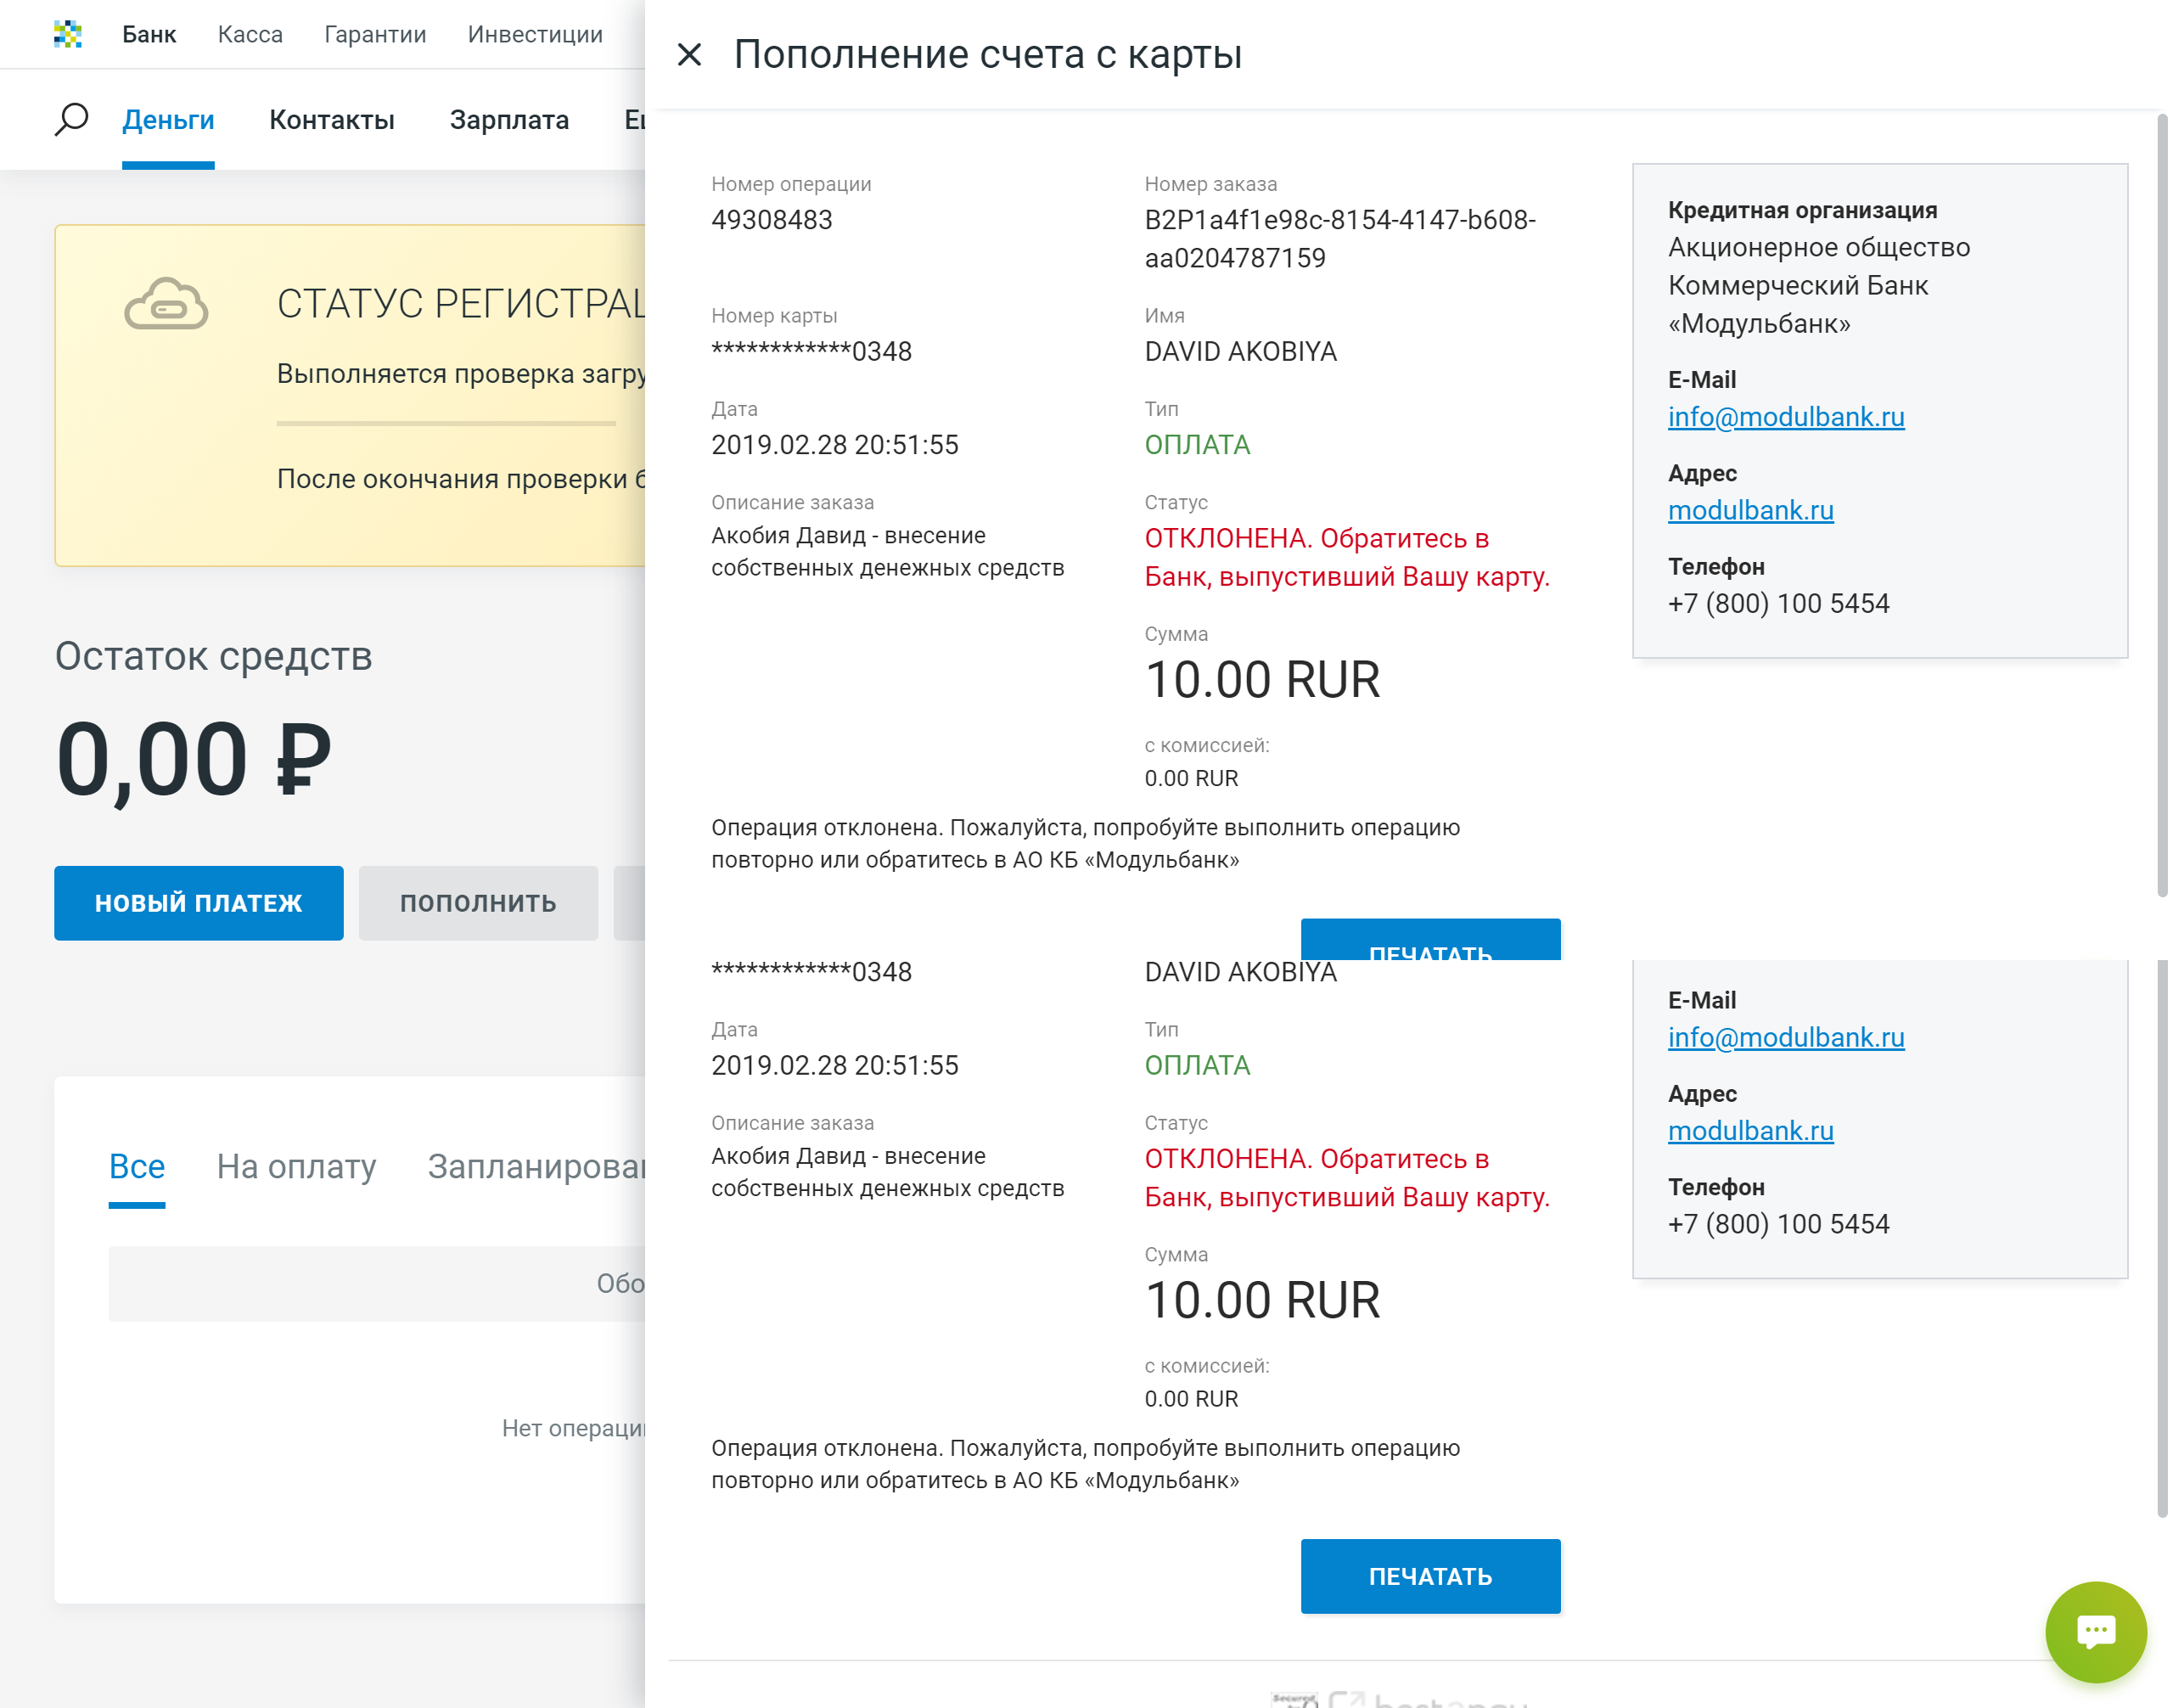 Банк Касса Гарантии Инвестиции
Деньги Контакты Зарплата
СТАТУС
Выполняется проверка
После окончания проверки
Остаток средств
0,00 ₽
НОВЫЙ ПЛАТЕЖ ПОПОЛНИТЬ
Все На оплату
Нет
Пополнение счета с карты
Номер операции
49308483
Номер заказа
B2P1a4f1e98c-8154-4147-b608-
aa0204787159
Номер карты
************0348
Имя
DAVID AKOBIYA
Дата
2019.02.28 20:51:55
Тип
ОПЛАТА
Описание заказа
Акобия Давид - внесение
собственных денежных средств
Статус
ОТКЛОНЕНА. Обратитесь в
Банк, выпустивший Вашу карту.
Сумма
10.00 RUR
с комиссией:
0.00 RUR
Операция отклонена. Пожалуйста, попробуйте выполнить операцию
повторно или обратитесь в АО КБ «Модульбанк»
ПЕЧАТАТЬ
Кредитная организация
Акционерное общество
Коммерческий Банк
«Модульбанк»
E-Mail
info@modulbank.ru
Адрес
modulbank.ru
Телефон
+7 (800) 100 5454
************0348
DAVID AKOBIYA
Дата
2019.02.28 20:51:55
Тип
ОПЛАТА
Описание заказа
Акобия Давид - внесение
собственных денежных средств
Статус
ОТКЛОНЕНА. Обратитесь в
Банк, выпустивший Вашу карту.
Сумма
10.00 RUR
с комиссией:
0.00 RUR
Операция отклонена. Пожалуйста, попробуйте выполнить операцию
повторно или обратитесь в АО КБ «Модульбанк»
ПЕЧАТАТЬ
E-Mail
info@modulbank.ru
Адрес
modulbank.ru
Телефон
+7 (800) 100 5454
Secured